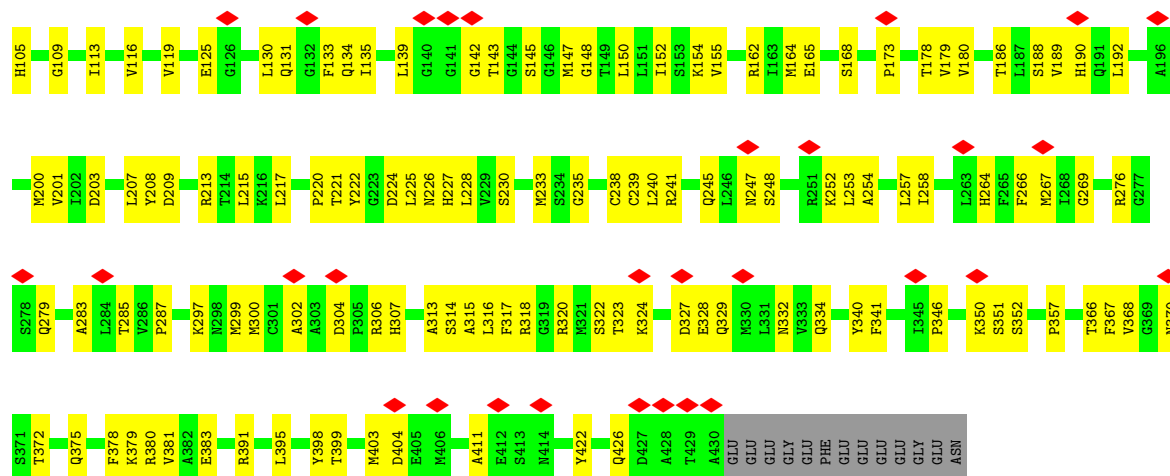 H105 G109 I113 V116 V119 E125 G126 L130 Q131 G132 F133 Q134 I135 L139 G140 G141 G142 T143 G144 S145 G146 M147 G148 T149 L150 L151 I152 S153 K154 V155 R162 I163 M164 E165 S168 P173 T178 V179 V180 T186 L187 S188 V189 H190 Q191 L192 A196
M200 V201 I202 D203 L207 Y208 D209 R213 T214 L215 K216 L217 P220 T221 Y222 G223 D224 L225 N226 H227 L228 V229 S230 M233 S234 G235 C238 C239 L240 R241 Q245 L246 N247 S248 R251 K252 L253 A254 L257 I258 L263 H264 F265 F266 M267 I268 G269 R276 G277
S278 Q279 A283 L284 T285 V286 P287 K297 N298 M299 M300 C301 A302 A303 D304 P305 R306 H307 A313 S314 A315 L316 F317 R318 G319 R320 M321 S322 T323 K324 D327 E328 Q329 M330 L331 N332 V333 Q334 Y340 F341 I345 P346 K350 S351 S352 P357 T366 F367 V368 G369 N370
S371 T372 Q375 F378 K379 R380 V381 A382 E383 R391 L395 Y398 T399 M403 D404 E405 M406 A411 E412 S413 N414 Y422 Q426 D427 A428 T429 A430 GLU GLU GLU GLY GLU PHE GLU GLU GLU GLU GLY GLU ASN